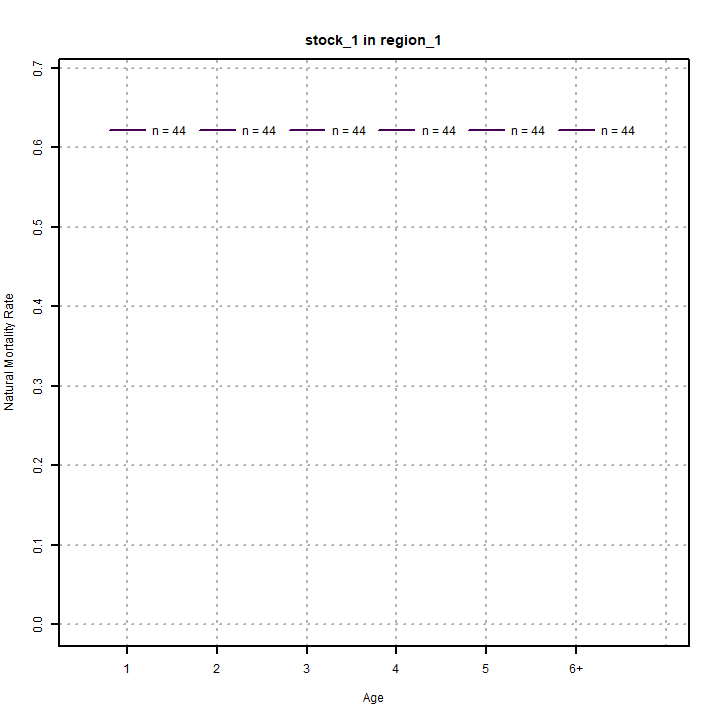 stock_1 in region_1
Natural Mortality Rate
0.7
0.6
0.5
0.4
0.3
0.2
0.1
0.0
n = 44 n = 44 n = 44 n = 44 n = 44 n = 44
1 2 3 4 5 6+
Age